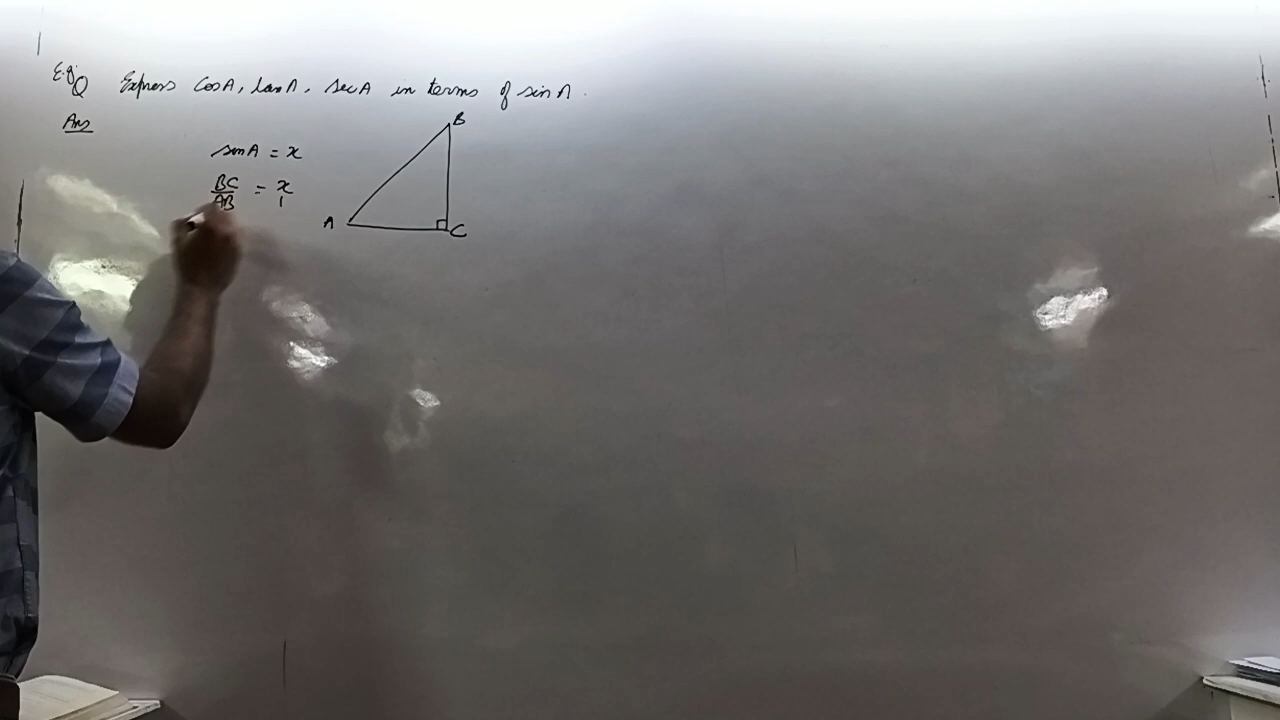 E.g. Q Express cosA, tanA, secA in terms of sinA.
Ans
B
sinA = x
BC/AB = x/1
A
C